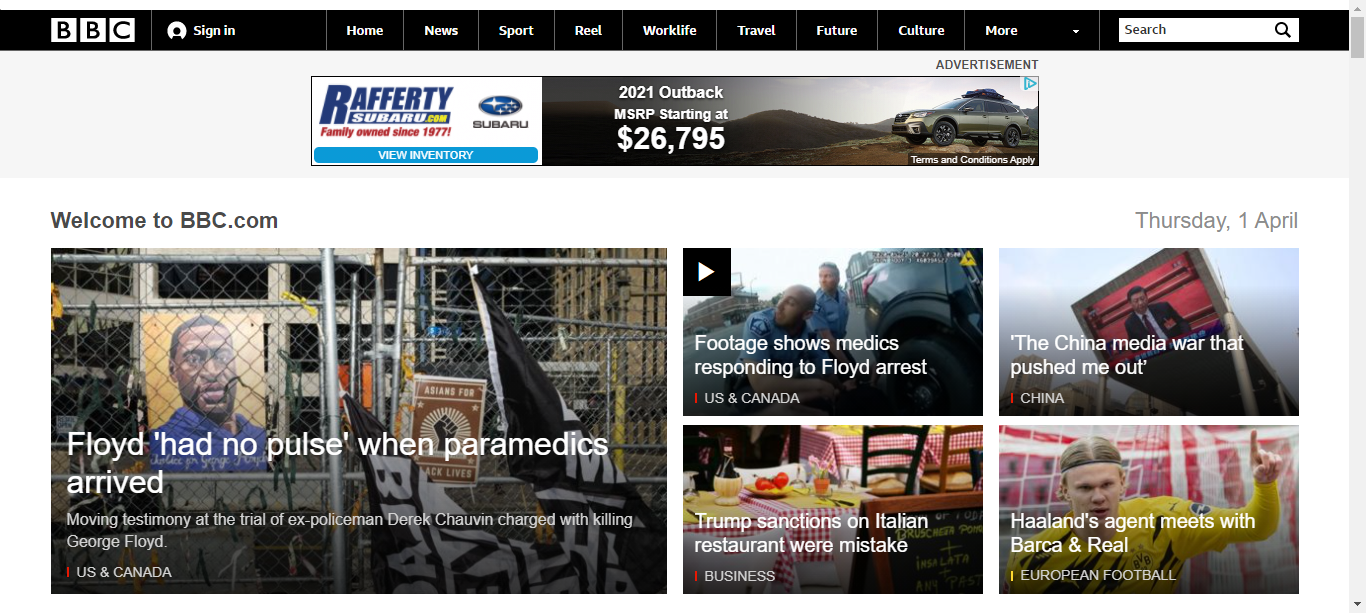 BBC Sign in Home News Sport Reel Worklife Travel Future Culture More Search
ADVERTISEMENT
RAFFERTY
SUBARU.COM
Family owned since 1977!
SUBARU
VIEW INVENTORY
2021 Outback
MSRP Starting at
$26,795
Terms and Conditions Apply
Welcome to BBC.com
Thursday, 1 April
ASIANS FOR
LACK LIVES
Floyd 'had no pulse' when paramedics
arrived
Moving testimony at the trial of ex-policeman Derek Chauvin charged with killing
George Floyd.
US & CANADA
Footage shows medics
responding to Floyd arrest
US & CANADA
'The China media war that
pushed me out’
CHINA
Trump sanctions on Italian
restaurant were mistake
BUSINESS
INSALATA
Haaland's agent meets with
Barca & Real
EUROPEAN FOOTBALL